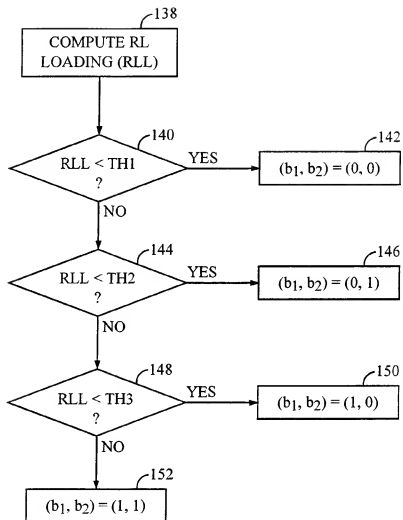 138
COMPUTE RL
LOADING (RLL)
140
RLL < TH1
?
YES
142
(b1, b2) = (0, 0)
NO
144
RLL < TH2
?
YES
146
(b1, b2) = (0, 1)
NO
148
RLL < TH3
?
YES
150
(b1, b2) = (1, 0)
NO
152
(b1, b2) = (1, 1)